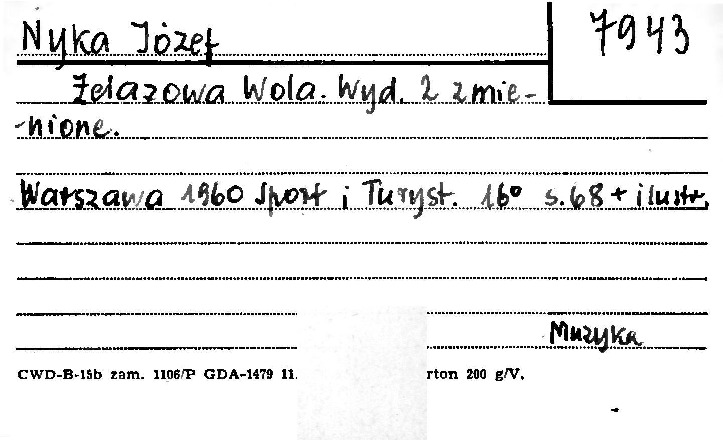 Nyka Józef
7943
Żelazowa Wola. Wyd. 2 zmie-
-nione.
Warszawa 1960 Sport i Turyst. 16° s.68 + ilustr.
Muzyka
CWD-B-15b zam. 1106/P GDA-1479 11. rton 200 g/V.